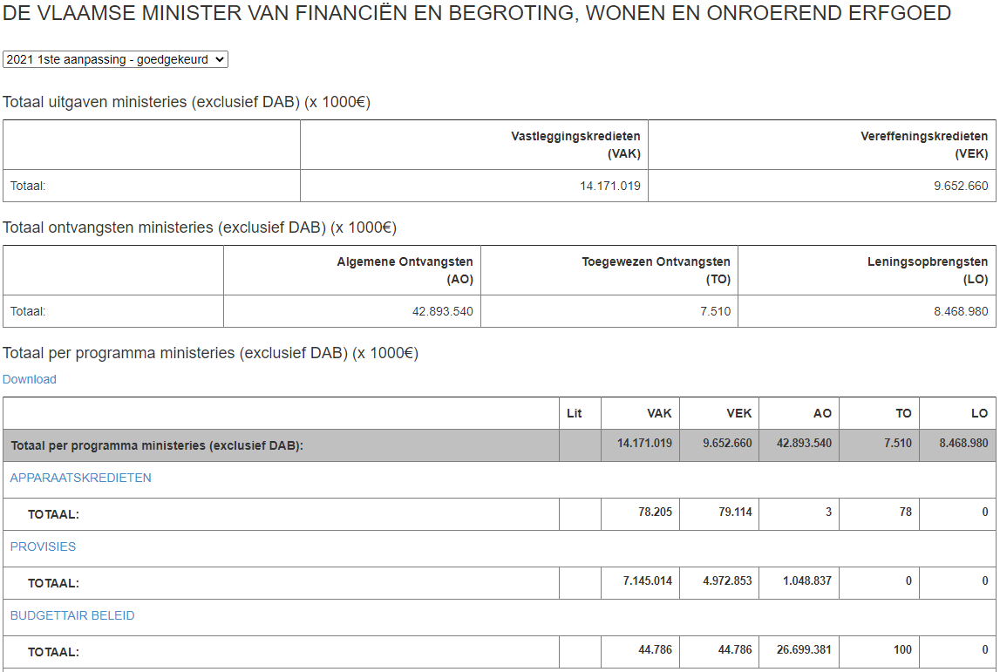 DE VLAAMSE MINISTER VAN FINANCIËN EN BEGROTING, WONEN EN ONROEREND ERFGOED
2021 1ste aanpassing - goedgekeurd
Totaal uitgaven ministeries (exclusief DAB) (x 1000€)
Vastleggingskredieten (VAK) Vereffeningskredieten (VEK)
Totaal: 14.171.019 9.652.660
Totaal ontvangsten ministeries (exclusief DAB) (x 1000€)
Algemene Ontvangsten (AO) Toegewezen Ontvangsten (TO) Leningsopbrengsten (LO)
Totaal: 42.893.540 7.510 8.468.980
Totaal per programma ministeries (exclusief DAB) (x 1000€)
Download
Lit VAK VEK AO TO LO
Totaal per programma ministeries (exclusief DAB): 14.171.019 9.652.660 42.893.540 7.510 8.468.980
APPARAATSKREDIETEN
TOTAAL: 78.205 79.114 3 78 0
PROVISIES
TOTAAL: 7.145.014 4.972.853 1.048.837 0 0
BUDGETTAIR BELEID
TOTAAL: 44.786 44.786 26.699.381 100 0